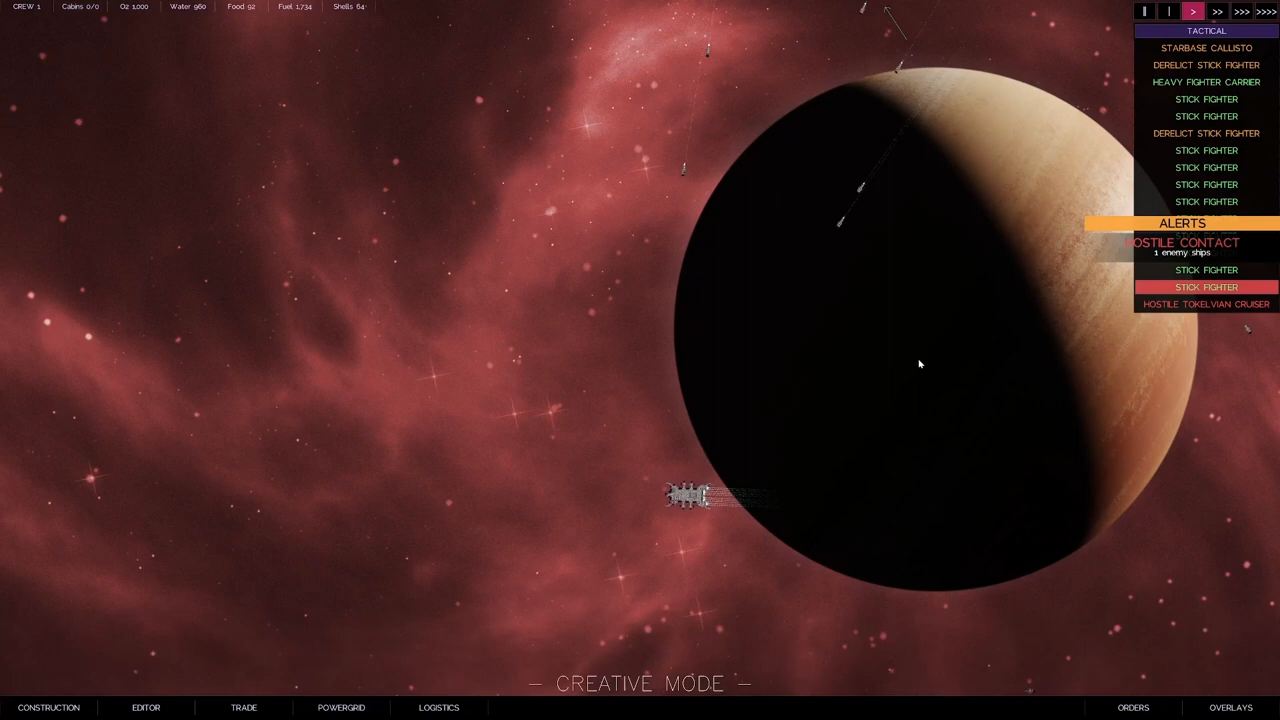 CREW 1 Cabins 0/0 O2 1,000 Water 960 Food 92 Fuel 1,734 Shells 64
|| | > >> >>> >>>>
TACTICAL
STARBASE CALLISTO
DERELICT STICK FIGHTER
HEAVY FIGHTER CARRIER
STICK FIGHTER
STICK FIGHTER
DERELICT STICK FIGHTER
STICK FIGHTER
STICK FIGHTER
STICK FIGHTER
STICK FIGHTER
ALERTS
HOSTILE CONTACT
1 enemy ships
STICK FIGHTER
STICK FIGHTER
HOSTILE TOKELVIAN CRUISER
— CREATIVE MODE —
CONSTRUCTION EDITOR TRADE POWERGRID LOGISTICS ORDERS OVERLAYS